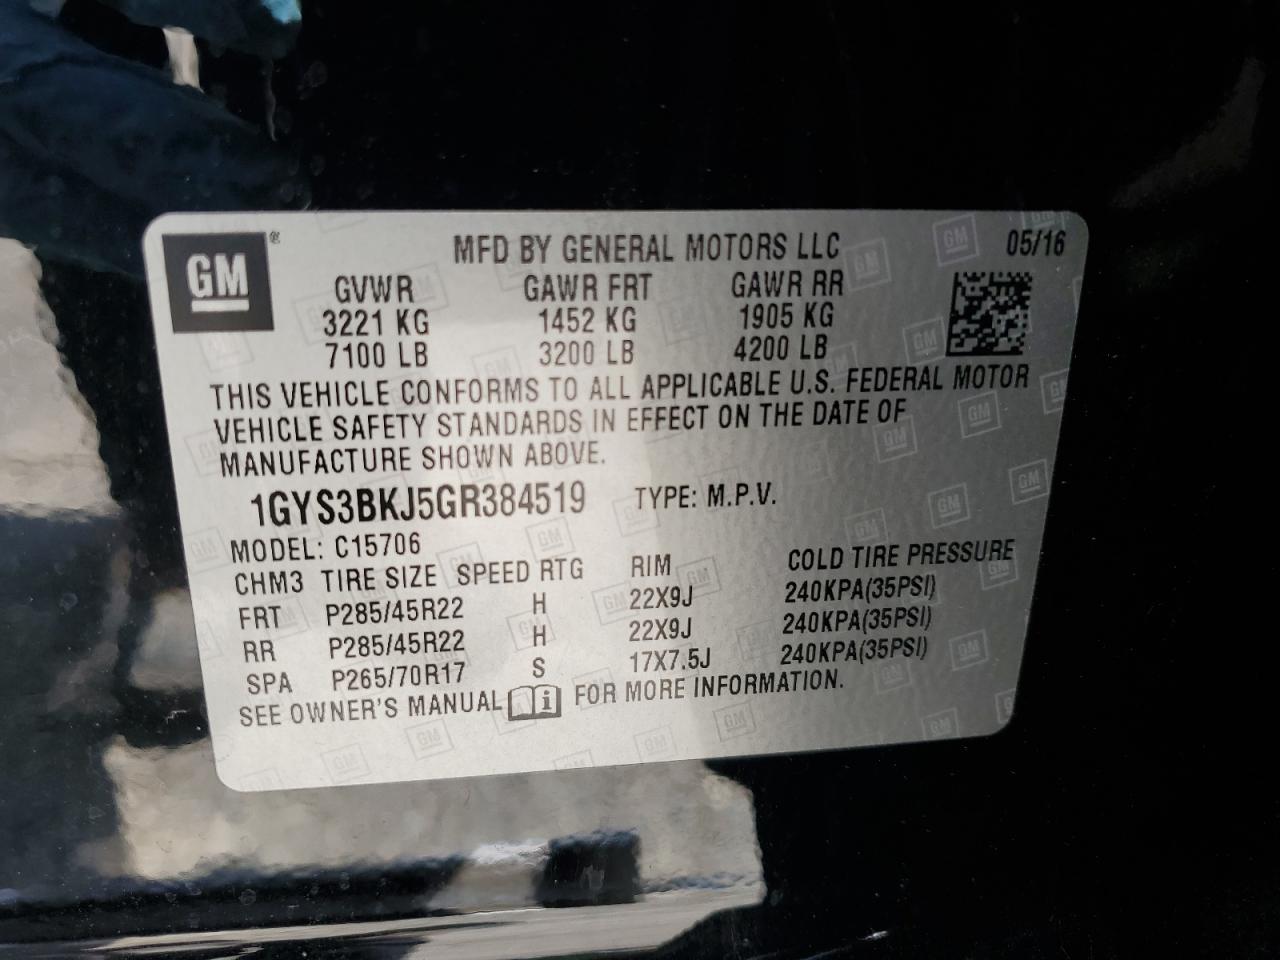 GM® MFD BY GENERAL MOTORS LLC 05/16
GVWR GAWR FRT GAWR RR
3221 KG 1452 KG 1905 KG
7100 LB 3200 LB 4200 LB
THIS VEHICLE CONFORMS TO ALL APPLICABLE U.S. FEDERAL MOTOR
VEHICLE SAFETY STANDARDS IN EFFECT ON THE DATE OF
MANUFACTURE SHOWN ABOVE.
1GYS3BKJ5GR384519 TYPE: M.P.V.
MODEL: C15706
CHM3 TIRE SIZE SPEED RTG RIM COLD TIRE PRESSURE
FRT P285/45R22 H 22X9J 240KPA(35PSI)
RR P285/45R22 H 22X9J 240KPA(35PSI)
SPA P265/70R17 S 17X7.5J 240KPA(35PSI)
SEE OWNER'S MANUAL i FOR MORE INFORMATION.